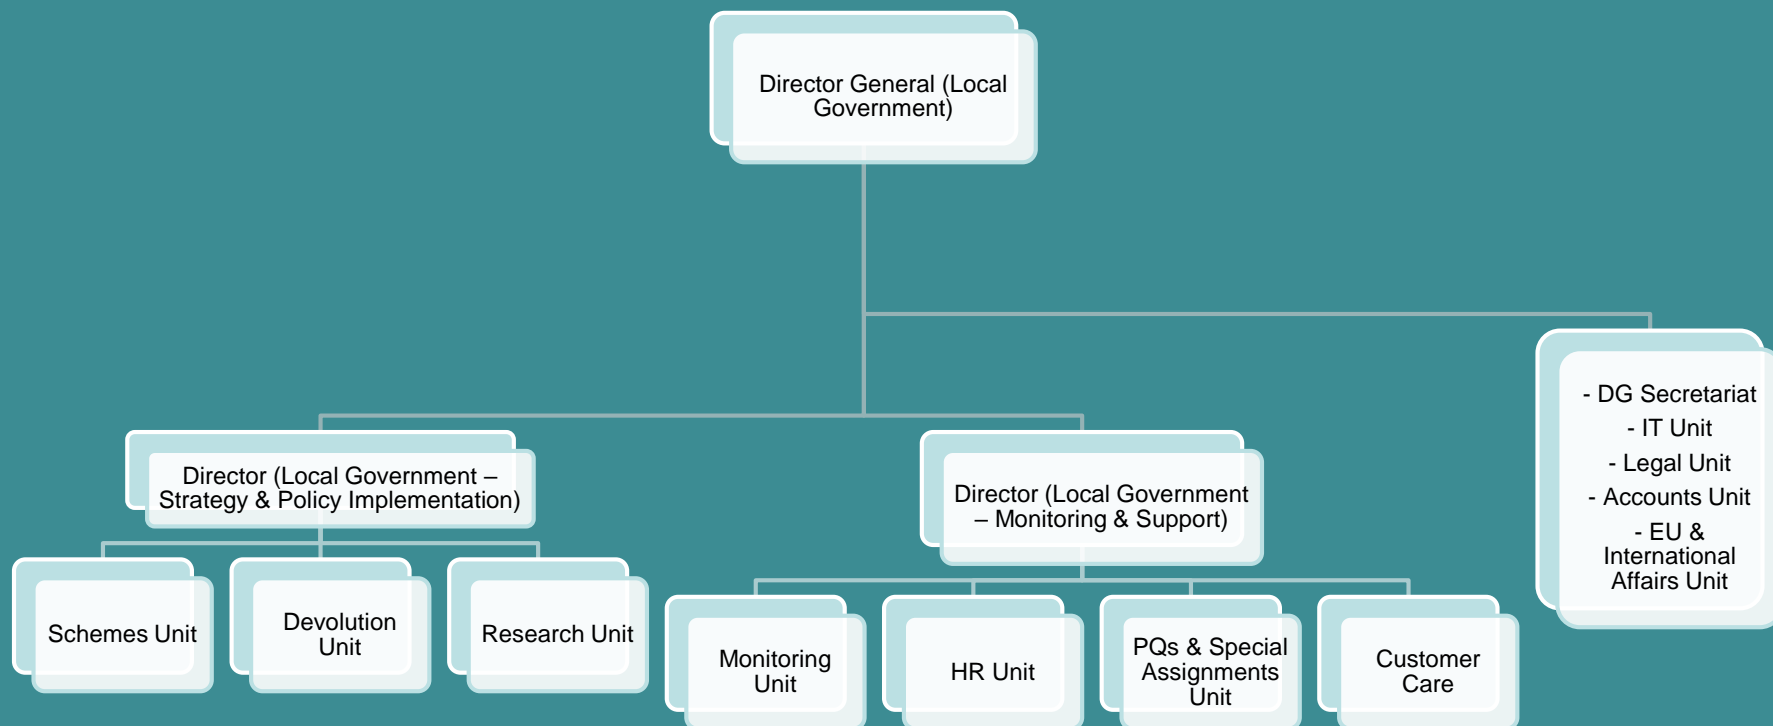 Director General (Local
Government)
- DG Secretariat
- IT Unit
- Legal Unit
- Accounts Unit
- EU &
International
Affairs Unit
Director (Local Government –
Strategy & Policy Implementation)
Director (Local Government
– Monitoring & Support)
Schemes Unit
Devolution
Unit
Research Unit
Monitoring
Unit
HR Unit
PQs & Special
Assignments
Unit
Customer
Care